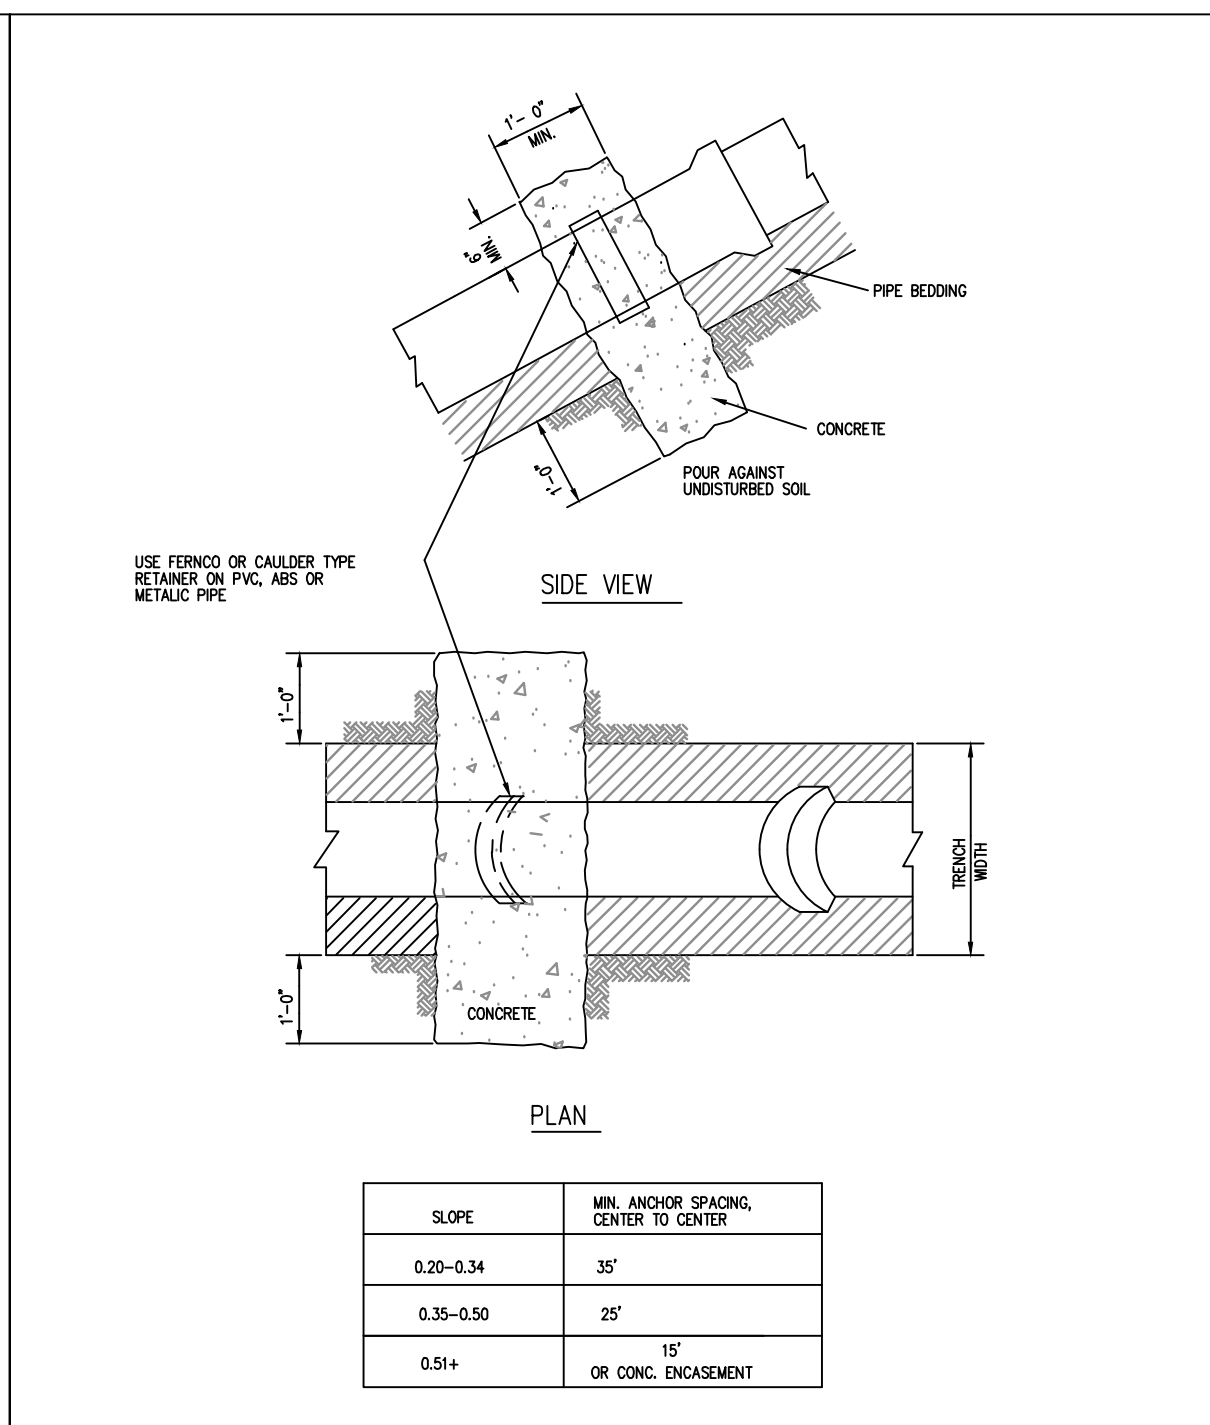 1'- 0"
MIN.
6"
MIN.
PIPE BEDDING
CONCRETE
1'-0"
POUR AGAINST
UNDISTURBED SOIL
USE FERNCO OR CAULDER TYPE
RETAINER ON PVC, ABS OR
METALIC PIPE
SIDE VIEW
1'-0"
TRENCH
WIDTH
1'-0"
CONCRETE
PLAN
SLOPE
MIN. ANCHOR SPACING,
CENTER TO CENTER
0.20-0.34
35'
0.35-0.50
25'
0.51+
15'
OR CONC. ENCASEMENT